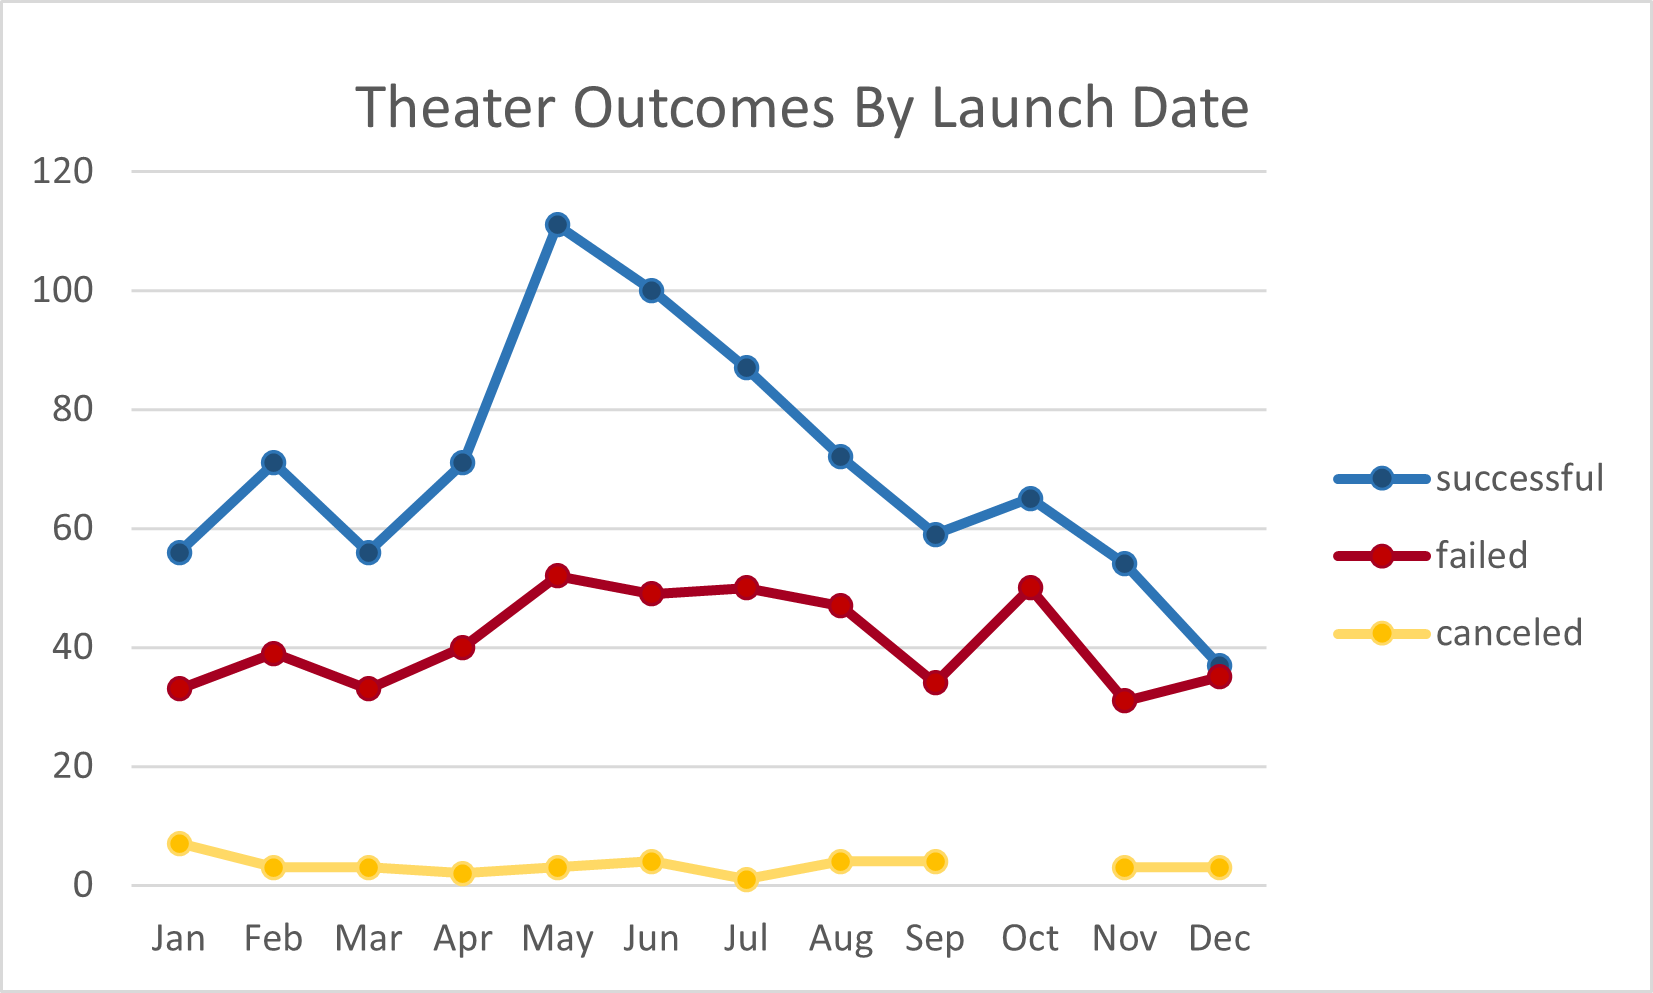 Theater Outcomes By Launch Date
120
100
80
60
40
20
0
Jan Feb Mar Apr May Jun Jul Aug Sep Oct Nov Dec
successful
failed
canceled